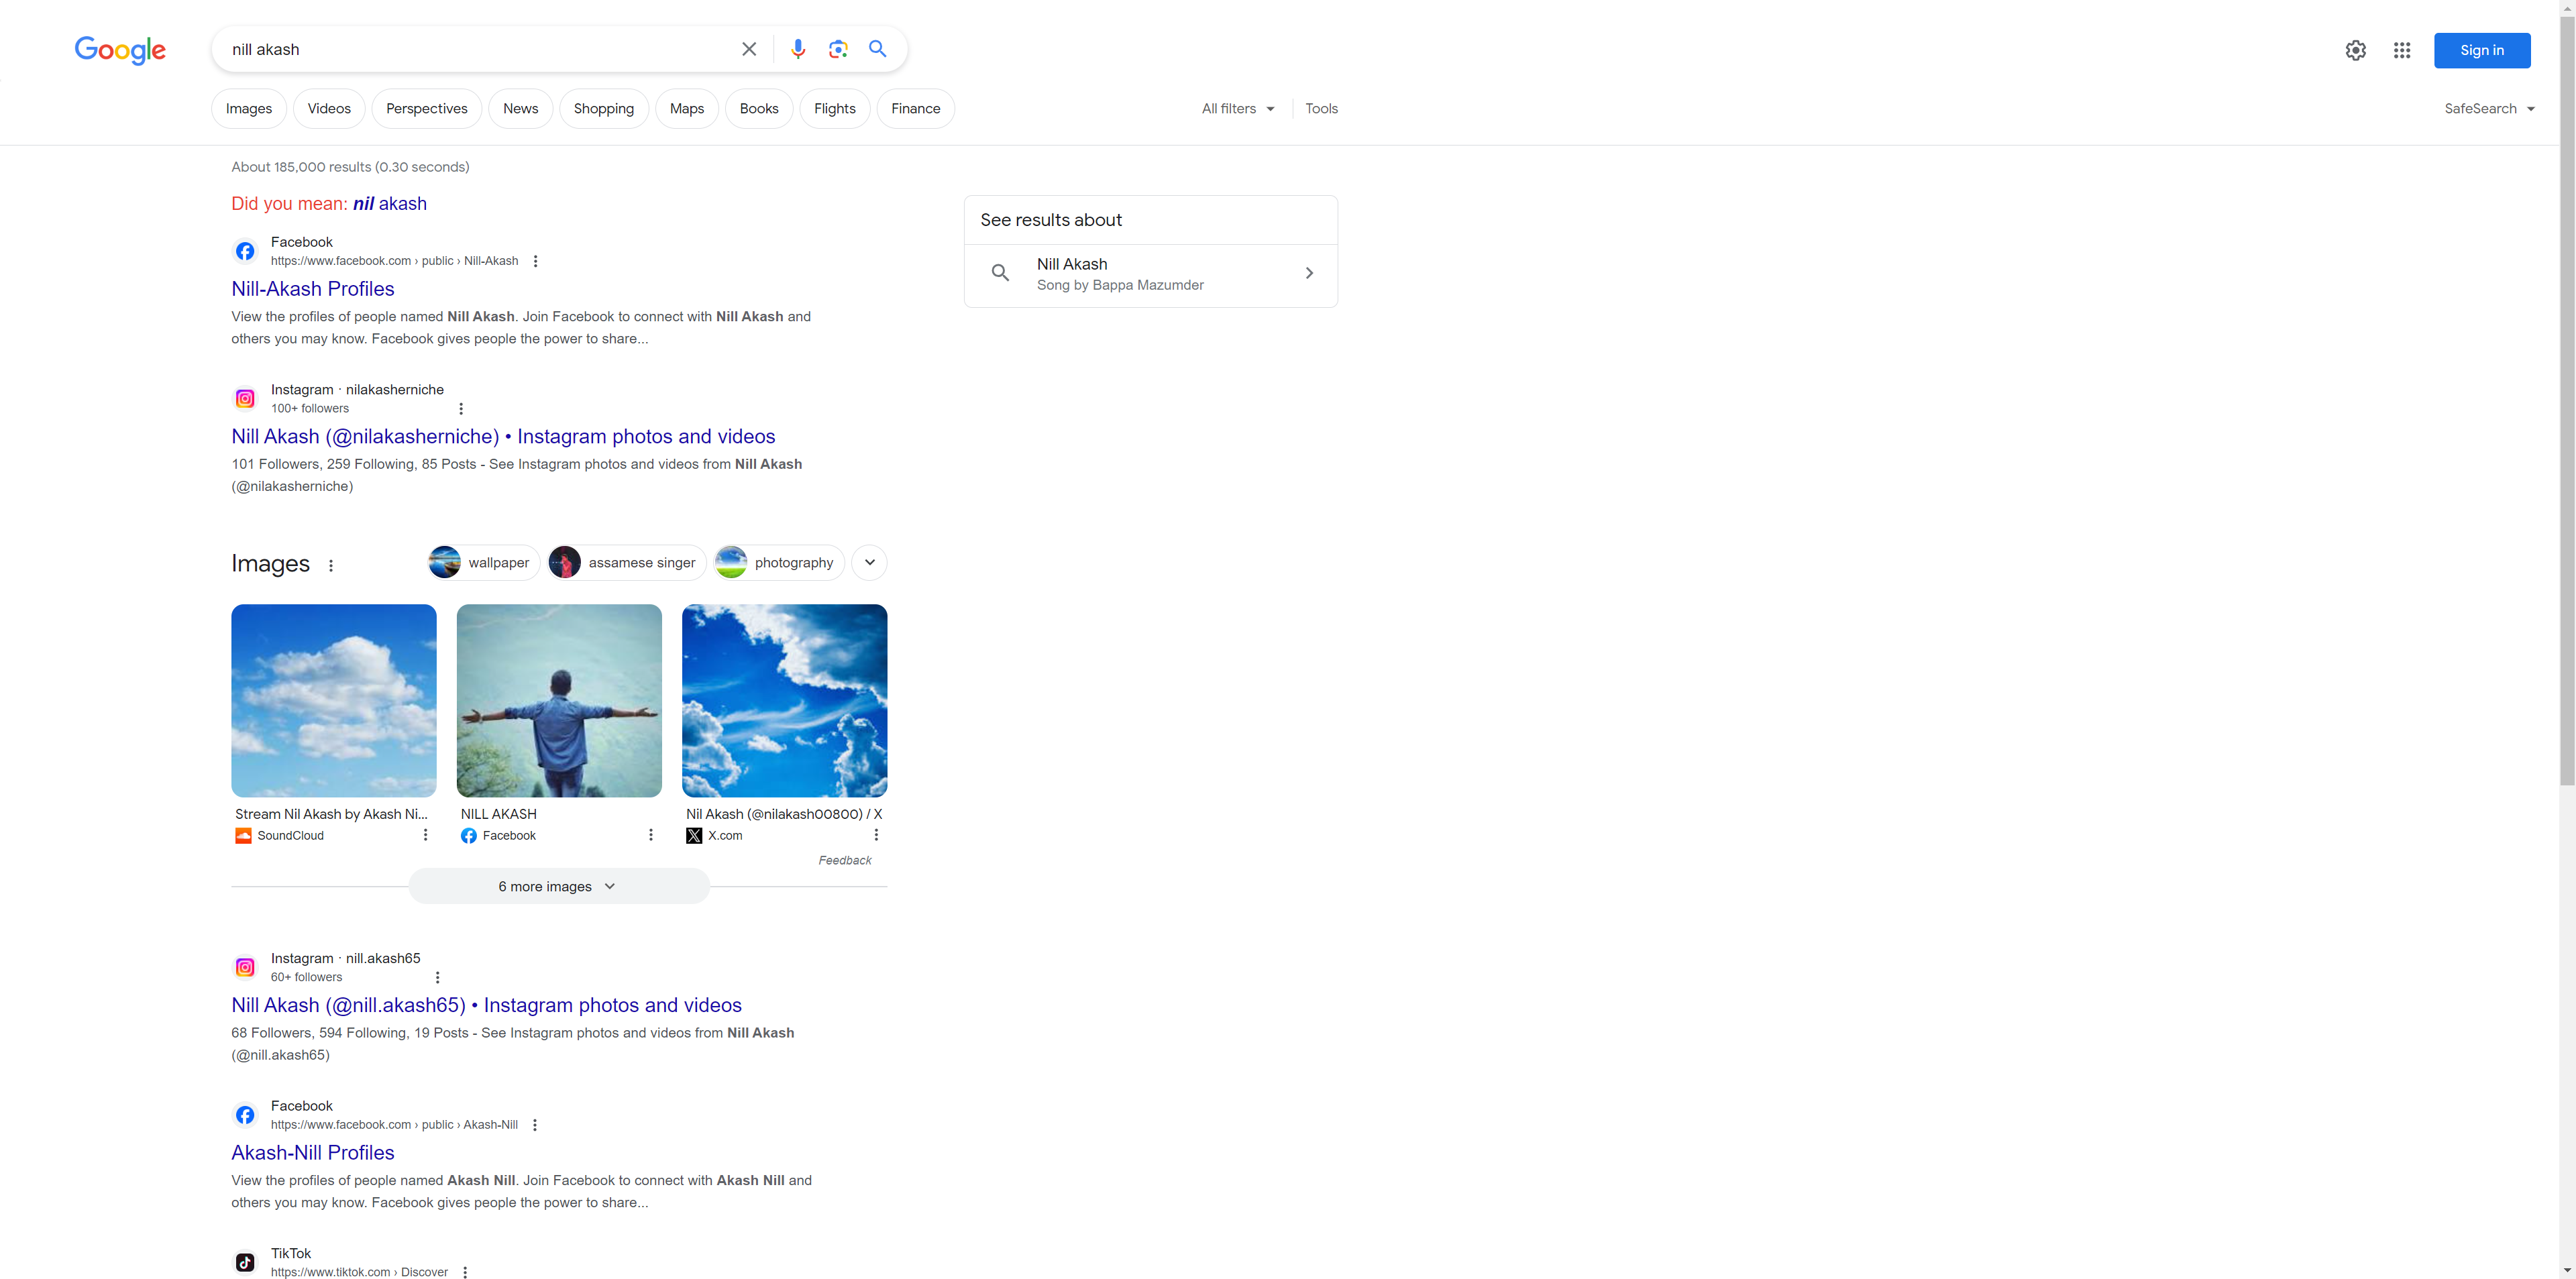 Google
nill akash
Sign in
Images
Videos
Perspectives
News
Shopping
Maps
Books
Flights
Finance
All filters
Tools
SafeSearch
About 185,000 results (0.30 seconds)
Did you mean: nil akash
Facebook
https://www.facebook.com › public › Nill-Akash
Nill-Akash Profiles
View the profiles of people named Nill Akash. Join Facebook to connect with Nill Akash and
others you may know. Facebook gives people the power to share...
Instagram · nilakasherniche
100+ followers
Nill Akash (@nilakasherniche) • Instagram photos and videos
101 Followers, 259 Following, 85 Posts - See Instagram photos and videos from Nill Akash
(@nilakasherniche)
See results about
Nill Akash
Song by Bappa Mazumder
Images
wallpaper
assamese singer
photography
Stream Nil Akash by Akash Ni...
SoundCloud
NILL AKASH
Facebook
Nil Akash (@nilakash00800) / X
X.com
Feedback
6 more images
Instagram · nill.akash65
60+ followers
Nill Akash (@nill.akash65) • Instagram photos and videos
68 Followers, 594 Following, 19 Posts - See Instagram photos and videos from Nill Akash
(@nill.akash65)
Facebook
https://www.facebook.com › public › Akash-Nill
Akash-Nill Profiles
View the profiles of people named Akash Nill. Join Facebook to connect with Akash Nill and
others you may know. Facebook gives people the power to share...
TikTok
https://www.tiktok.com › Discover